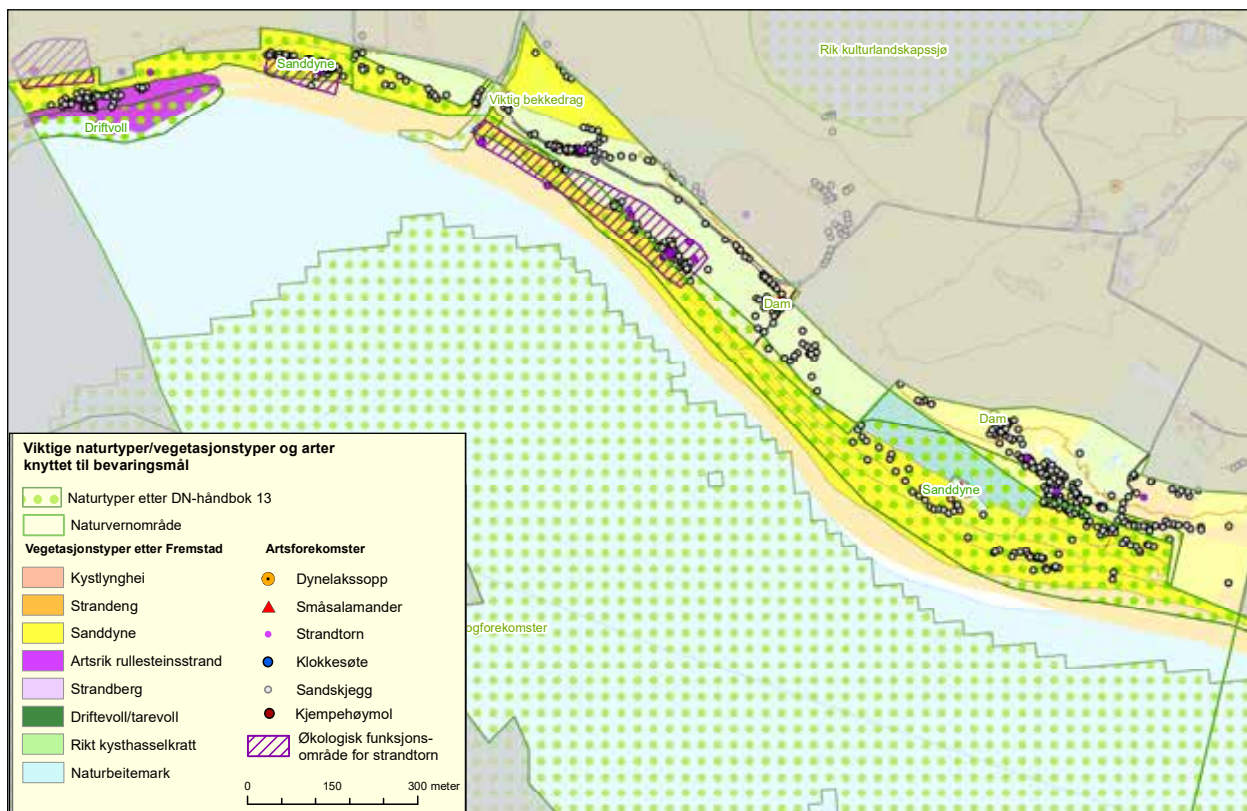 Rik kulturlandskapssjø
Sanddyne
Viktig bekkedrag
Driftvoll
Dam
Dam
Sanddyne
ogforekomster
Viktige naturtyper/vegetasjonstyper og arter
knyttet til bevaringsmål
Naturtyper etter DN-håndbok 13
Naturvernområde
Vegetasjonstyper etter Fremstad
Kystlynghei
Strandeng
Sanddyne
Artsrik rullesteinsstrand
Strandberg
Driftevoll/tarevoll
Rikt kysthasselkratt
Naturbeitemark
Artsforekomster
Dynelakssopp
Småsalamander
Strandtorn
Klokkesøte
Sandskjegg
Kjempehøymol
Økologisk funksjons-
område for strandtorn
0 150 300 meter